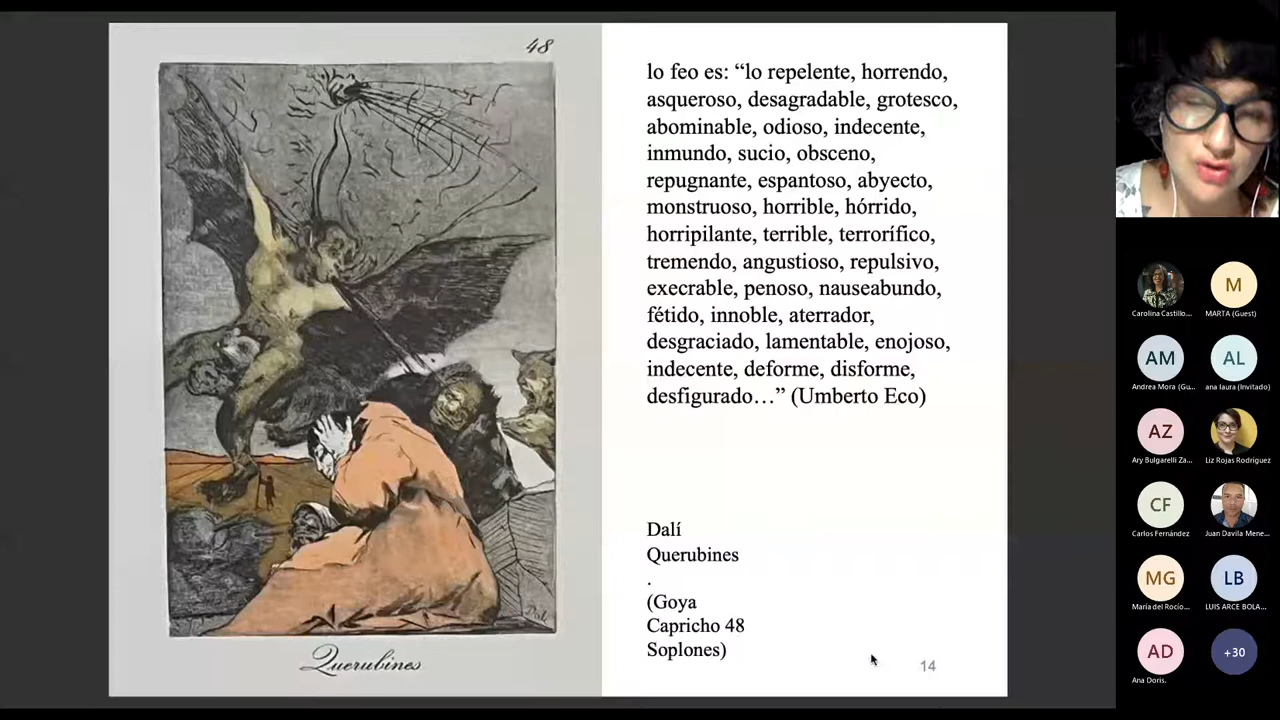 48
Querubines
lo feo es: “lo repelente, horrendo,
asqueroso, desagradable, grotesco,
abominable, odioso, indecente,
inmundo, sucio, obsceno,
repugnante, espantoso, abyecto,
monstruoso, horrible, hórrido,
horripilante, terrible, terrorífico,
tremendo, angustioso, repulsivo,
execrable, penoso, nauseabundo,
fétido, innoble, aterrador,
desgraciado, lamentable, enojoso,
indecente, deforme, disforme,
desfigurado…” (Umberto Eco)
Dalí
Querubines
.
(Goya
Capricho 48
Soplones)
14
Carolina Castillo...
M
MARTA (Guest)
AM
Andrea Mora (Gu...
AL
ana laura (Invitado)
AZ
Ary Bulgarelli Za...
Liz Rojas Rodríguez
CF
Carlos Fernández
Juan Davila Mene...
MG
María del Rocío...
LB
LUIS ARCE BOLA...
AD
Ana Doris.
+30